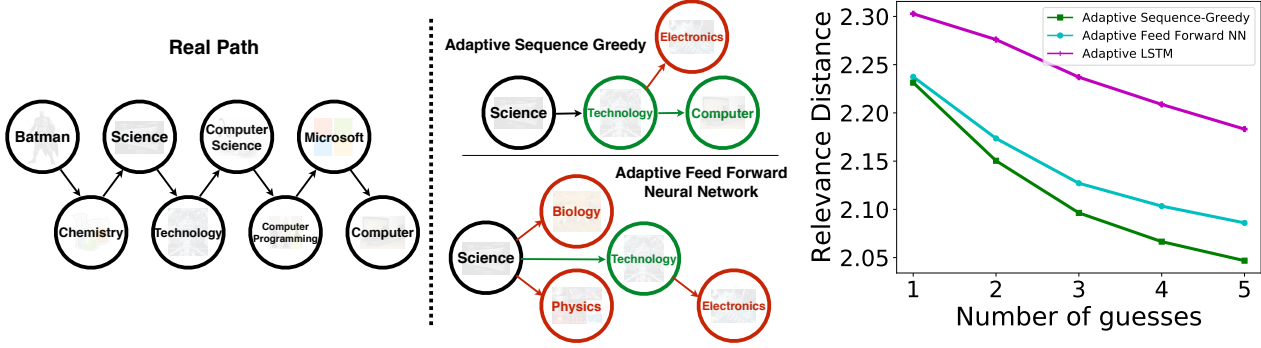 Real Path
Batman
Science
Computer
Science
Microsoft
Chemistry
Technology
Computer
Programming
Computer
Adaptive Sequence Greedy
Electronics
Science
Technology
Computer
Adaptive Feed Forward
Neural Network
Biology
Science
Technology
Physics
Electronics
Adaptive Sequence-Greedy
Adaptive Feed Forward NN
Adaptive LSTM
Relevance Distance
2.30
2.25
2.20
2.15
2.10
2.05
1 2 3 4 5
Number of guesses